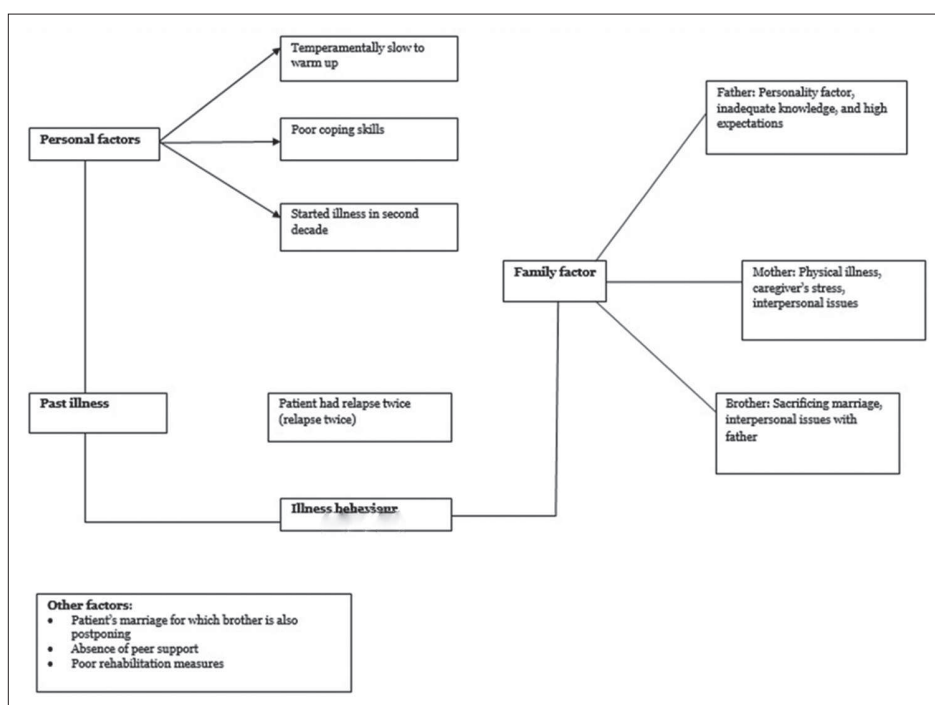 Temperamentally slow to
warm up
Personal factors
Poor coping skills
Started illness in second
decade
Father: Personality factor,
inadequate knowledge, and high
expectations
Family factor
Mother: Physical illness,
caregiver's stress,
interpersonal issues
Past illness
Patient had relapse twice
(relapse twice)
Brother: Sacrificing marriage,
interpersonal issues with
father
Illness behaviour
Other factors:
• Patient's marriage for which brother is also
postponing
• Absence of peer support
• Poor rehabilitation measures